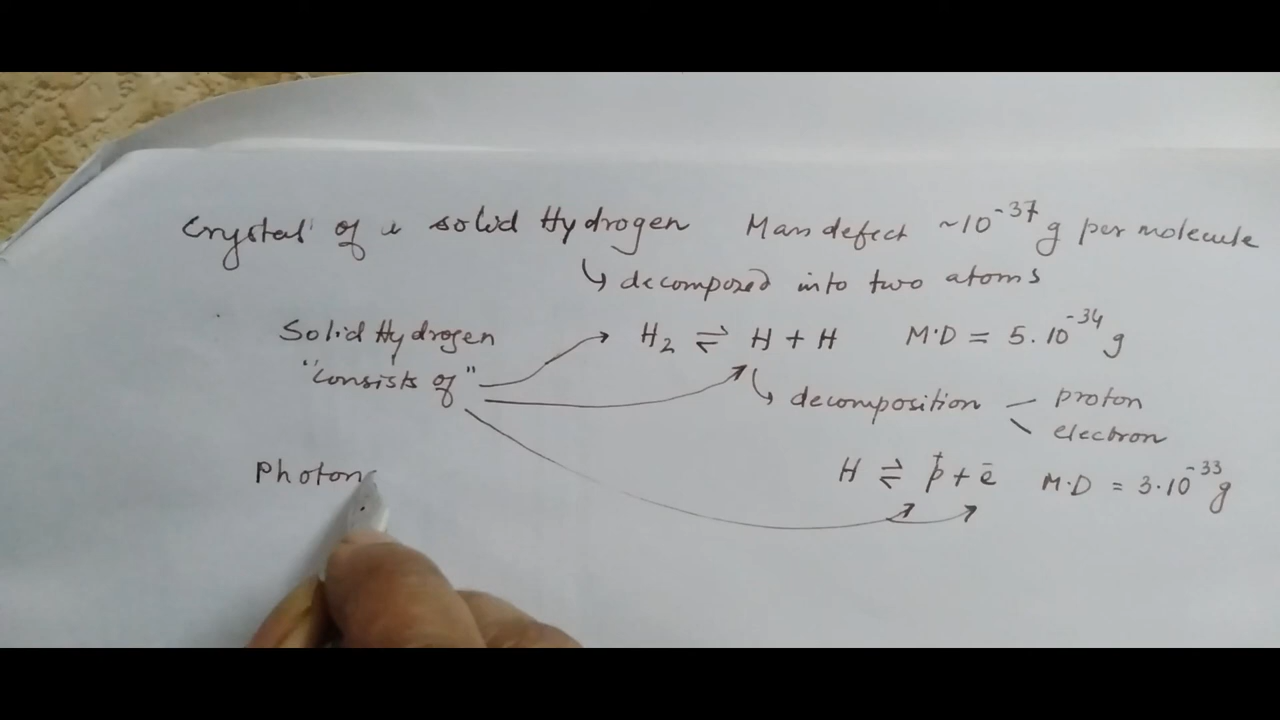 Crystal of a solid Hydrogen Mass defect ~10⁻³⁷ g per molecule
↳ decomposed into two atoms
Solid Hydrogen
"consists of"
H₂ ⇌ H + H M·D = 5.10⁻³⁴ g
↳ decomposition
proton
electron
Photon
H ⇌ p⁺ + e⁻ M.D = 3.10⁻³³ g